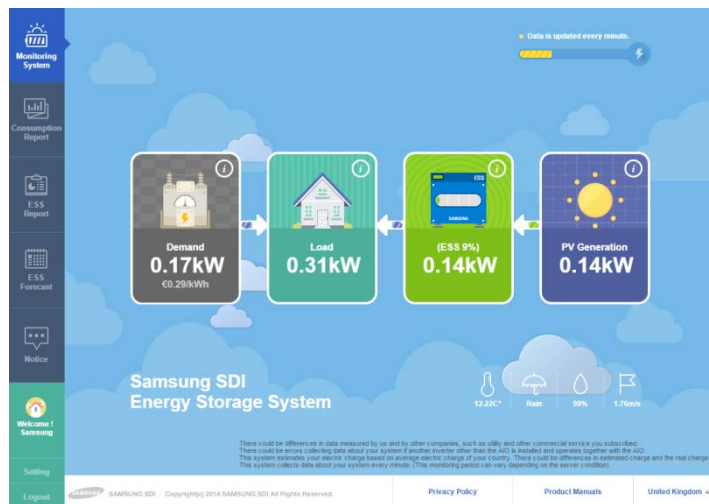 Monitoring
System
Consumption
Report
ESS
Report
ESS
Forecast
Notice
Welcome !
Samsung
Setting
Logout
Data is updated every minute.
Demand
0.17kW
€0.29/kWh
Load
0.31kW
ESS
SAMSUNG
(ESS 9%)
0.14kW
PV Generation
0.14kW
Samsung SDI
Energy Storage System
12.22C°
Rain
99%
1.76m/s
There could be differences in data measured by us and by other companies, such as utility and other commercial service you subscribed.
There could be errors collecting data about your system if another inverter other than the AIO is installed and operates together with the AIO.
This system estimates your electric charge based on average electric charge of your country. There could be differences in estimated charge and the real charge
This system collects data about your system every minute. (This monitoring period can vary depending on the server condition).
SAMSUNG SAMSUNG SDI Copyright(c) 2014 SAMSUNG SDI All Rights Reserved.
Privacy Policy
Product Manuals
United Kingdom